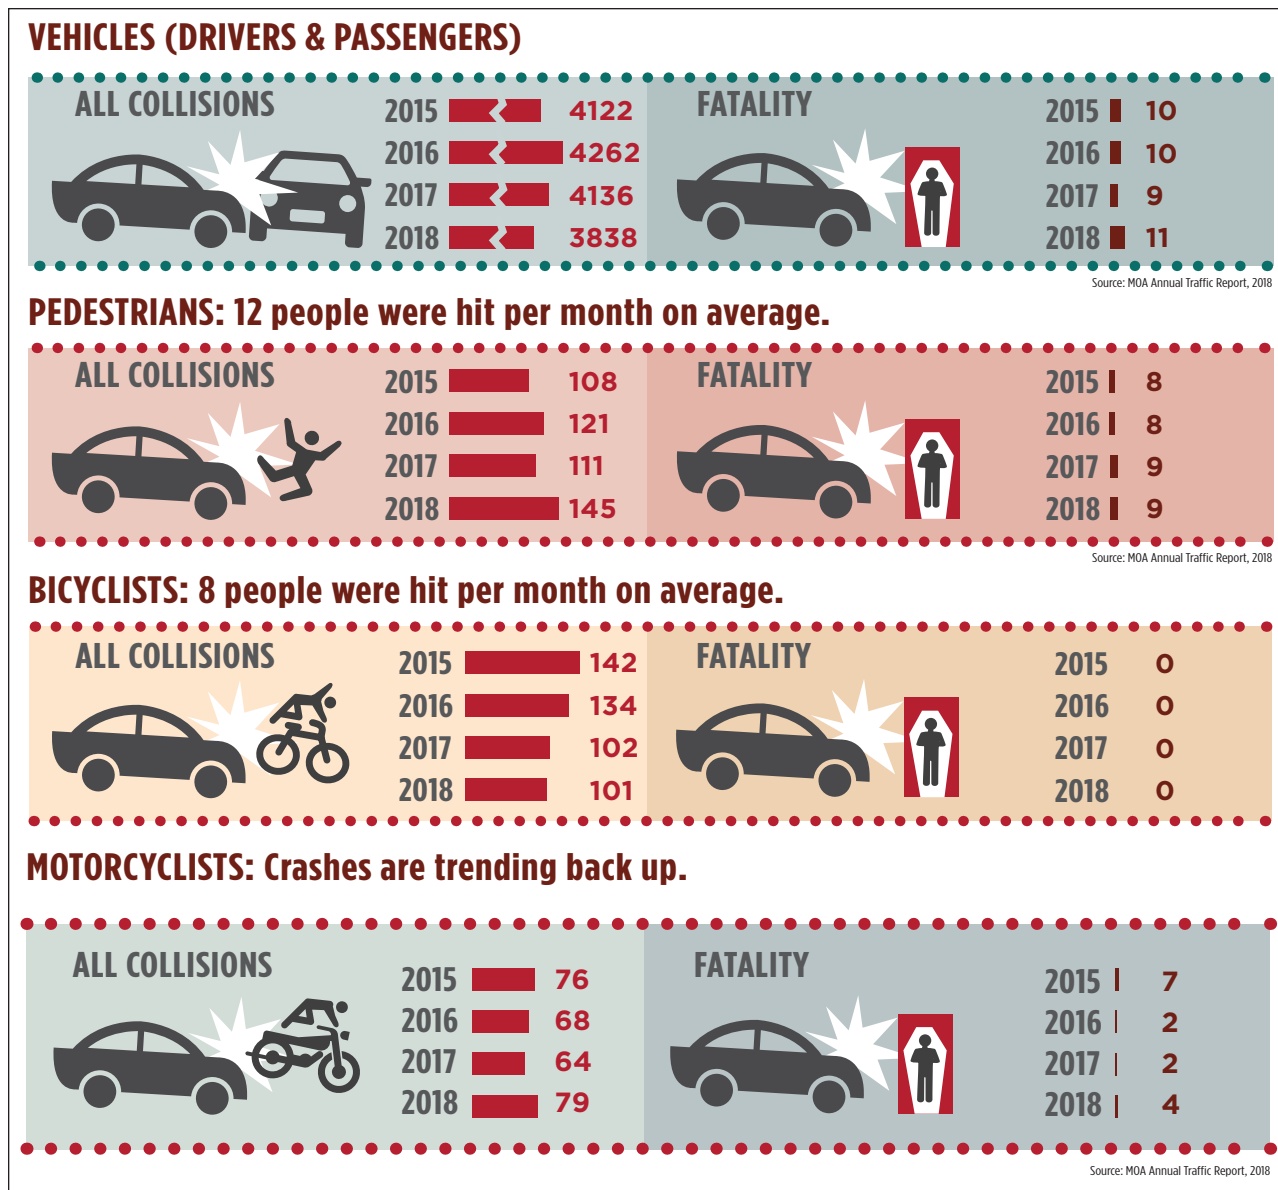 VEHICLES (DRIVERS & PASSENGERS)
ALL COLLISIONS
2015 4122
2016 4262
2017 4136
2018 3838
FATALITY
2015 10
2016 10
2017 9
2018 11
Source: MOA Annual Traffic Report, 2018
PEDESTRIANS: 12 people were hit per month on average.
ALL COLLISIONS
2015 108
2016 121
2017 111
2018 145
FATALITY
2015 8
2016 8
2017 9
2018 9
Source: MOA Annual Traffic Report, 2018
BICYCLISTS: 8 people were hit per month on average.
ALL COLLISIONS
2015 142
2016 134
2017 102
2018 101
FATALITY
2015 0
2016 0
2017 0
2018 0
MOTORCYCLISTS: Crashes are trending back up.
ALL COLLISIONS
2015 76
2016 68
2017 64
2018 79
FATALITY
2015 7
2016 2
2017 2
2018 4
Source: MOA Annual Traffic Report, 2018